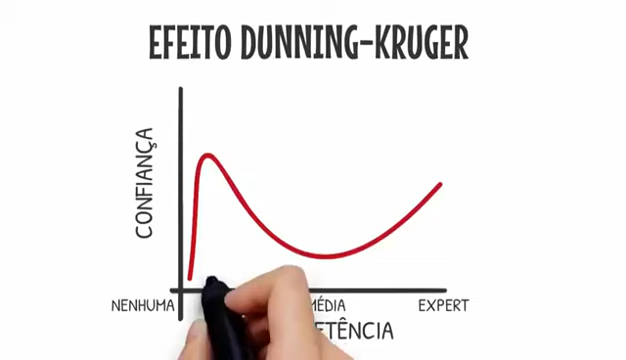 EFEITO DUNNING-KRUGER
CONFIANÇA
NENHUMA
MÉDIA
EXPERT